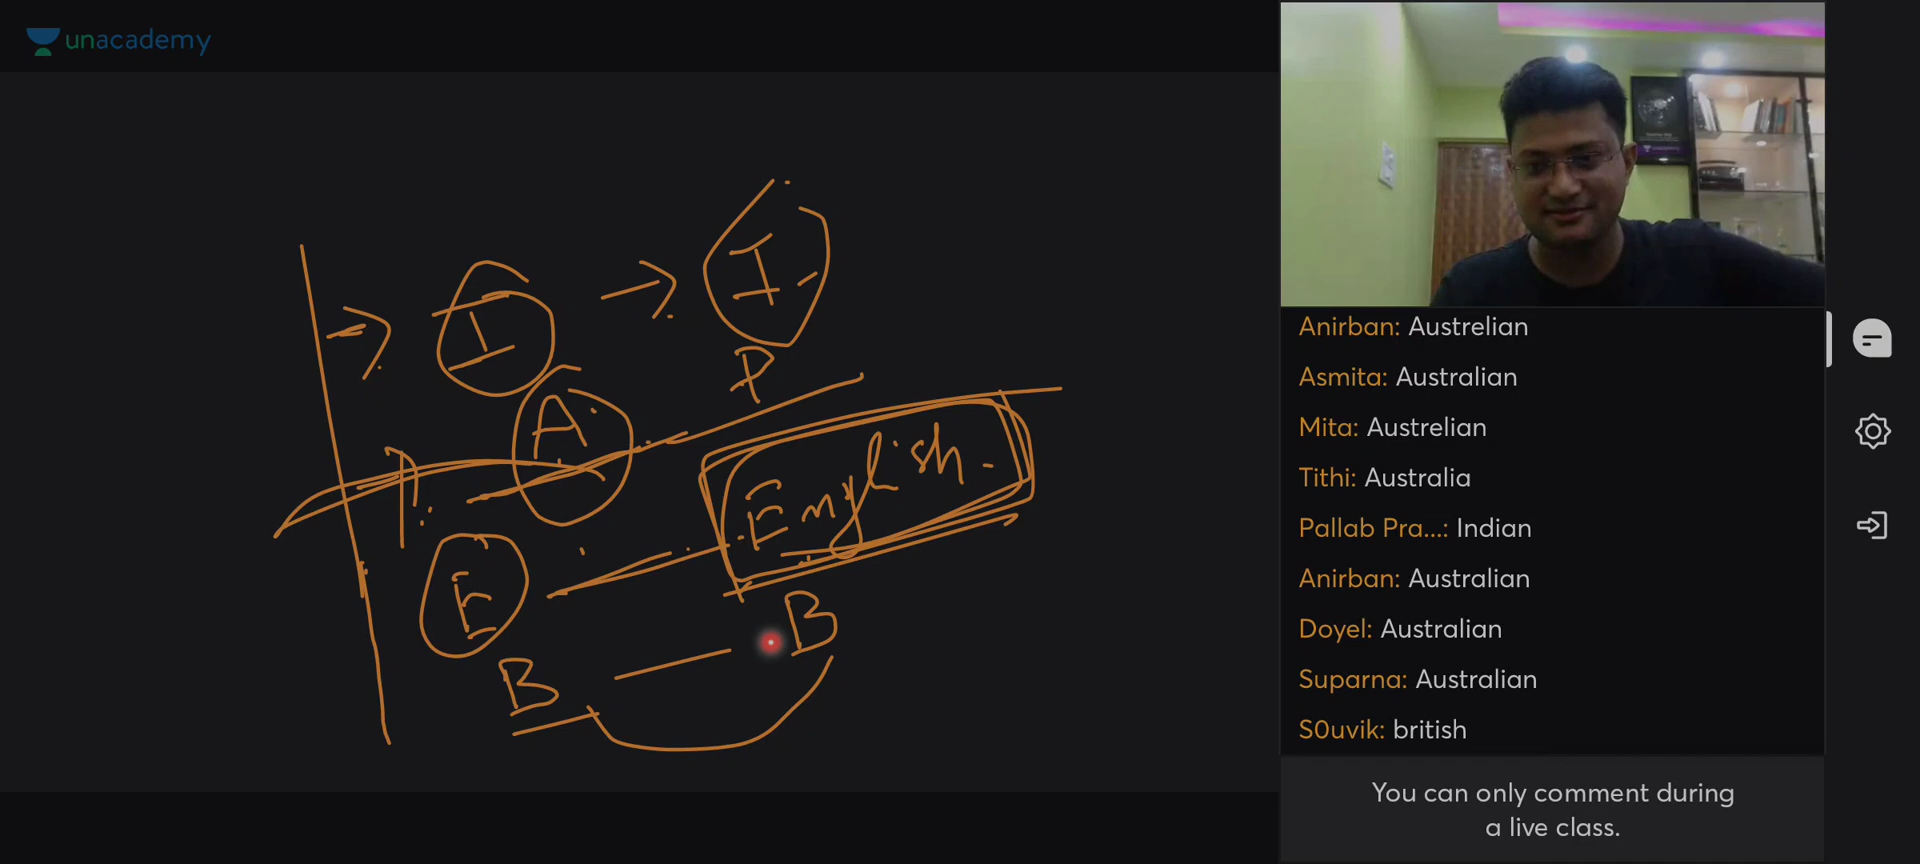 unacademy
I
I
P
A
English
E
B
B
Anirban: Austrelian
Asmita: Australian
Mita: Austrelian
Tithi: Australia
Pallab Pra...: Indian
Anirban: Australian
Doyel: Australian
Suparna: Australian
S0uvik: british
You can only comment during
a live class.